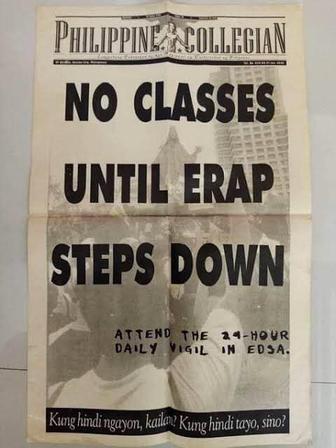 PHILIPPINE COLLEGIAN
NO CLASSES
UNTIL ERAP
STEPS DOWN
ATTEND THE 24-HOUR
DAILY VIGIL IN EDSA.
Kung hindi ngayon, kailan? Kung hindi tayo, sino?